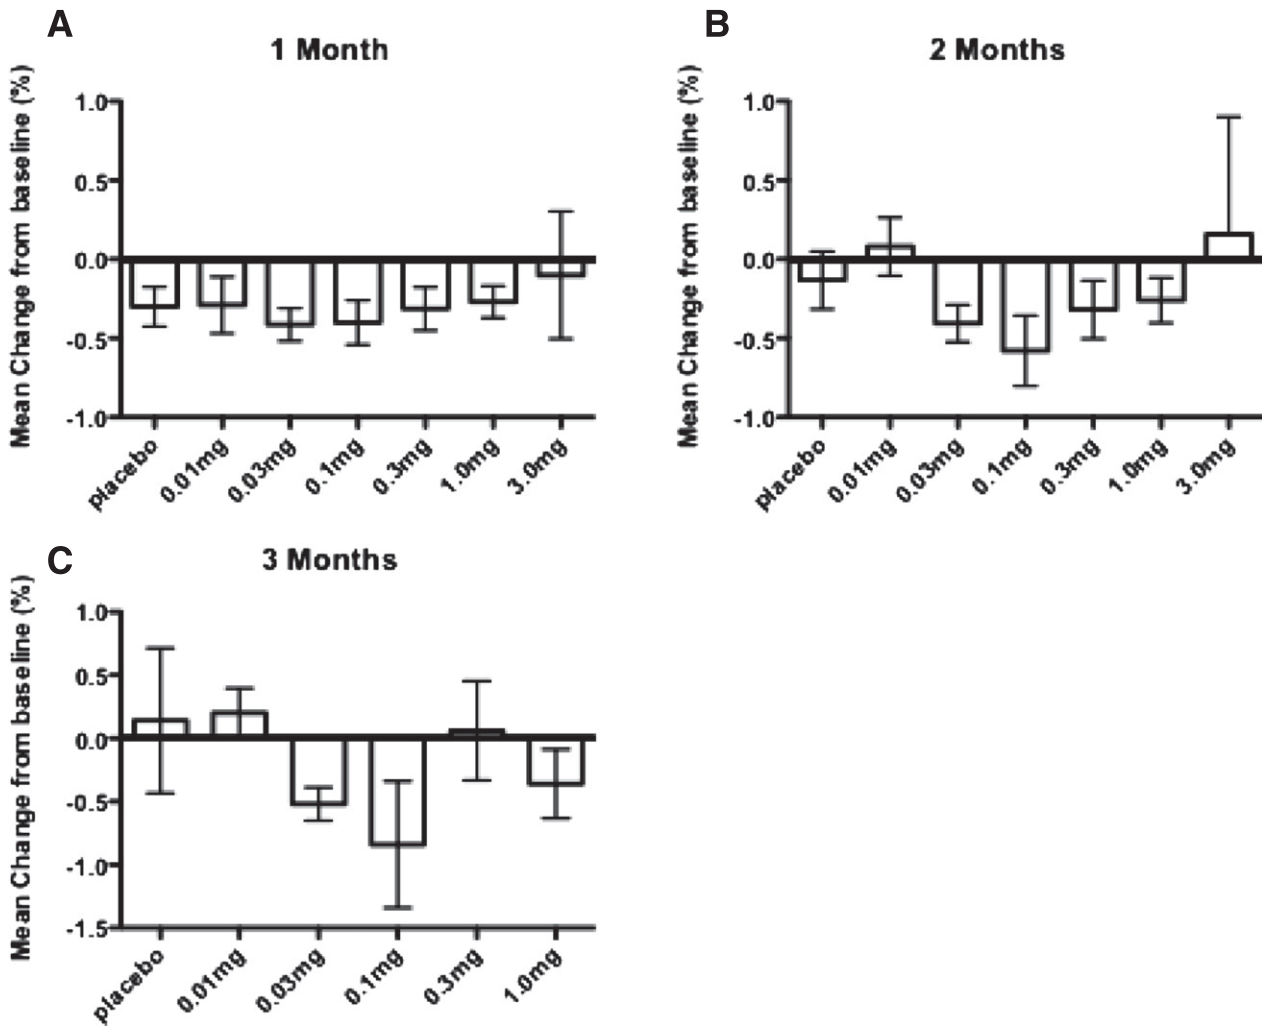 A
1 Month
Mean Change from baseline (%)
1.0
0.5
0.0
-0.5
-1.0
placebo
0.01mg
0.03mg
0.1mg
0.3mg
1.0mg
3.0mg
B
2 Months
Mean Change from baseline (%)
1.0
0.5
0.0
-0.5
-1.0
placebo
0.01mg
0.03mg
0.1mg
0.3mg
1.0mg
3.0mg
C
3 Months
Mean Change from baseline (%)
1.0
0.5
0.0
-0.5
-1.0
-1.5
placebo
0.01mg
0.03mg
0.1mg
0.3mg
1.0mg